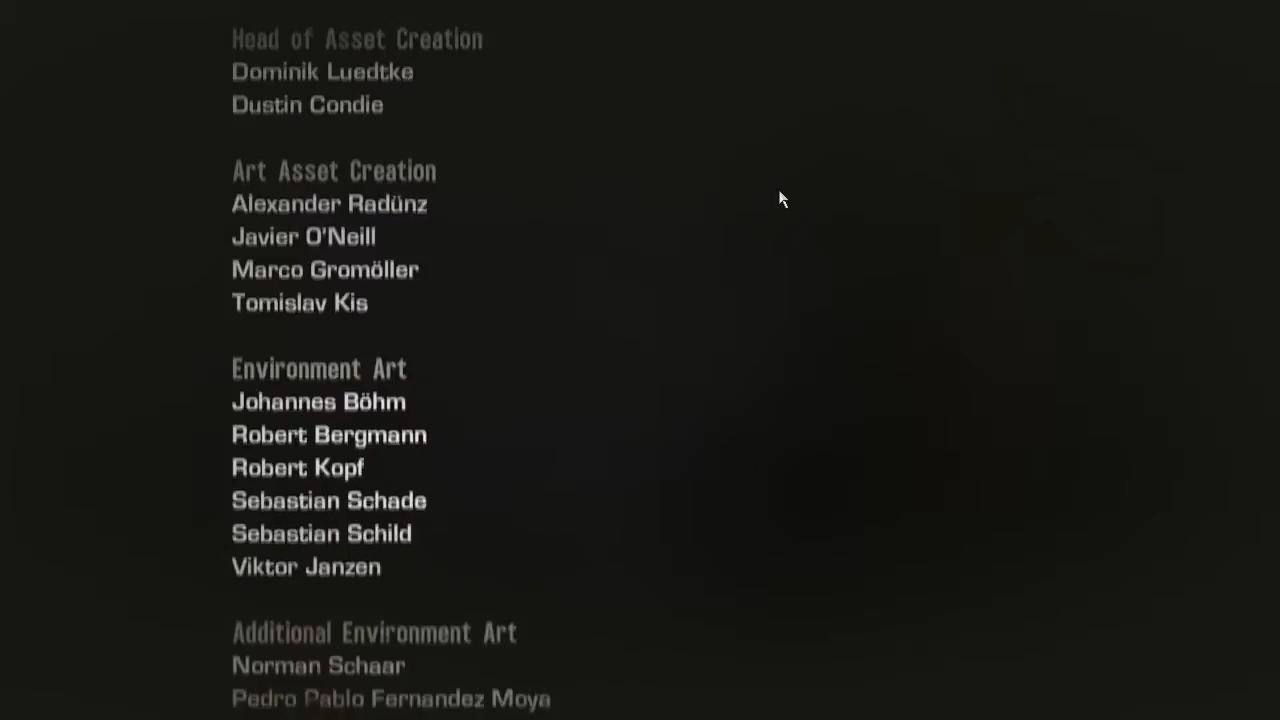 Head of Asset Creation
Dominik Luedtke
Dustin Condie
Art Asset Creation
Alexander Radünz
Javier O'Neill
Marco Gromöller
Tomislav Kis
Environment Art
Johannes Böhm
Robert Bergmann
Robert Kopf
Sebastian Schade
Sebastian Schild
Viktor Janzen
Additional Environment Art
Norman Schaar
Pedro Pablo Fernandez Moya